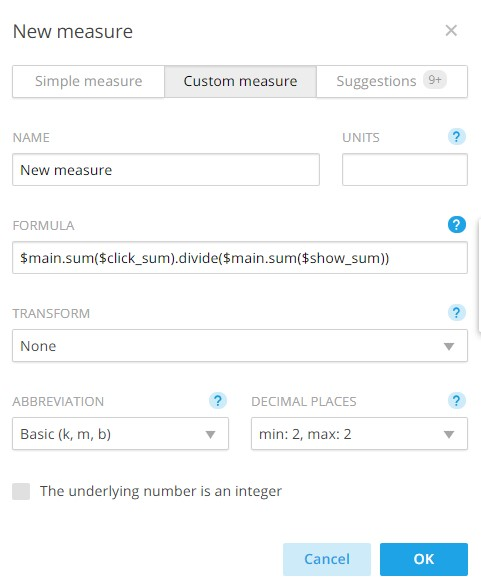 New measure
Simple measure Custom measure Suggestions 9+
NAME UNITS ?
New measure
FORMULA ?
$main.sum($click_sum).divide($main.sum($show_sum))
TRANSFORM ?
None
ABBREVIATION ? DECIMAL PLACES ?
Basic (k, m, b) min: 2, max: 2
The underlying number is an integer
Cancel OK